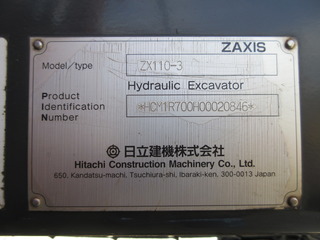 ZAXIS
Model/type ZX110-3
Hydraulic Excavator
Product
Identification *HCM1R700H00020846*
Number
日立建機株式会社
Hitachi Construction Machinery Co., Ltd.
650, Kandatsu-machi, Tsuchiura-shi, Ibaraki-ken, 300-0013 Japan